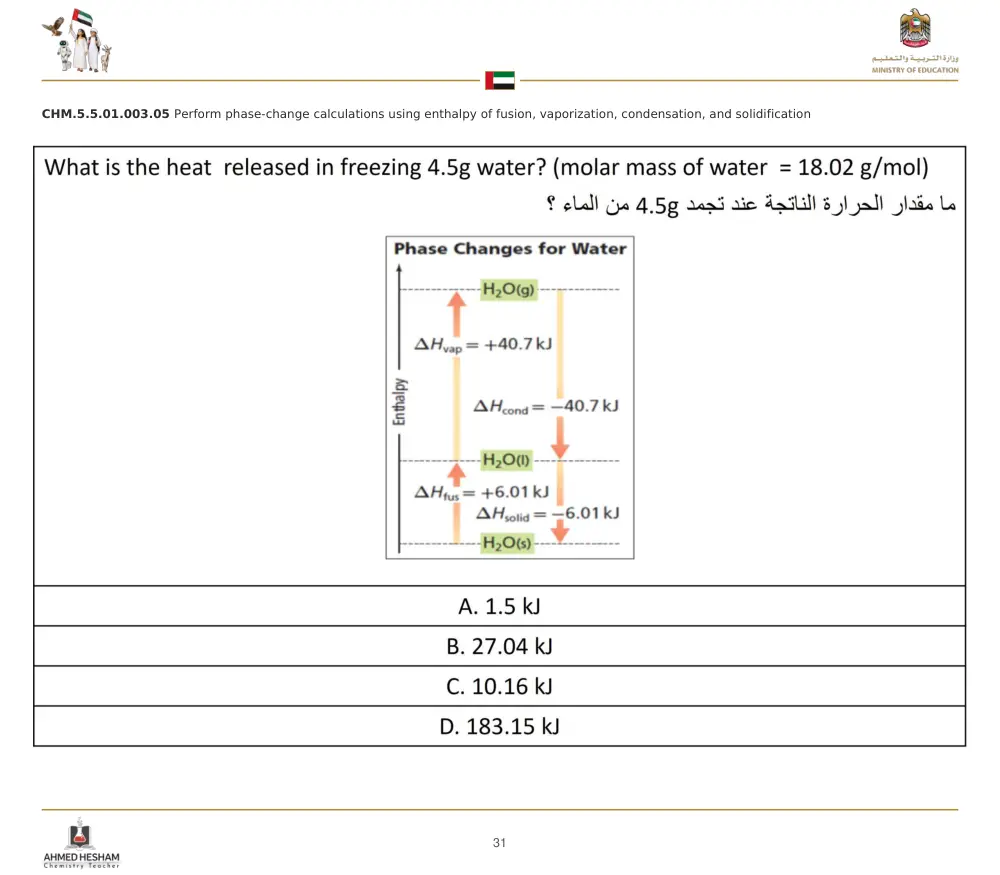 وزارة التربية والتعليم
MINISTRY OF EDUCATION
CHM.5.5.01.003.05 Perform phase-change calculations using enthalpy of fusion, vaporization, condensation, and solidification
What is the heat released in freezing 4.5g water? (molar mass of water = 18.02 g/mol)
ما مقدار الحرارة الناتجة عند تجمد 4.5g من الماء ؟
Phase Changes for Water
H₂O(g)
ΔHvap = +40.7 kJ
Enthalpy
ΔHcond = −40.7 kJ
H₂O(l)
ΔHfus = +6.01 kJ
ΔHsolid = −6.01 kJ
H₂O(s)
A. 1.5 kJ
B. 27.04 kJ
C. 10.16 kJ
D. 183.15 kJ
31
AHMED HESHAM
Chemistry Teacher